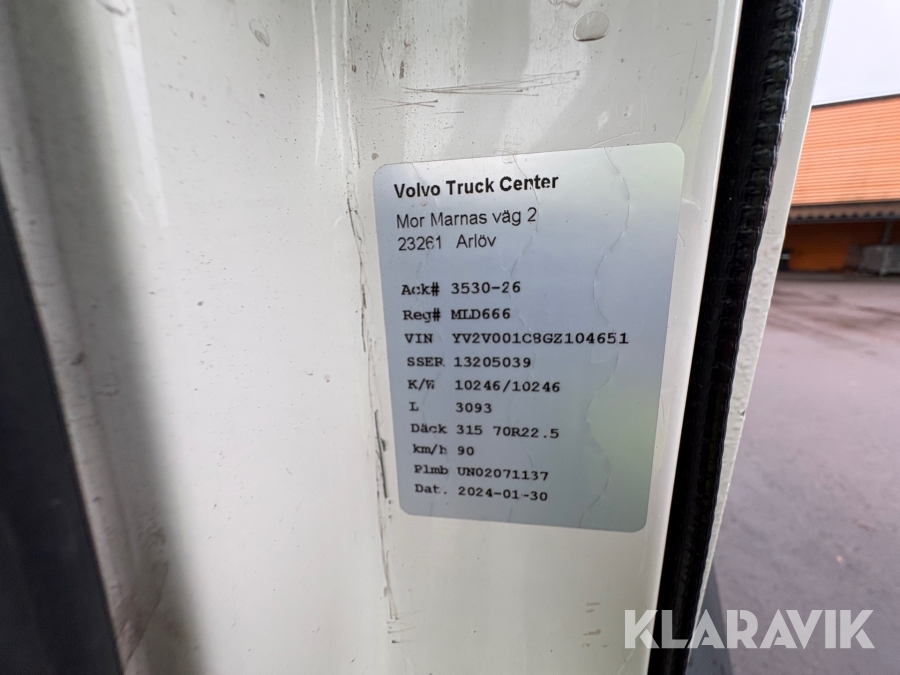 Volvo Truck Center
Mor Marnas väg 2
23261 Arlöv
Ack# 3530-26
Reg# MLD666
VIN YV2V001C8GZ104651
SSER 13205039
K/W 10246/10246
L 3093
Däck 315 70R22.5
km/h 90
Plmb UN02071137
Dat. 2024-01-30
KLARAVIK